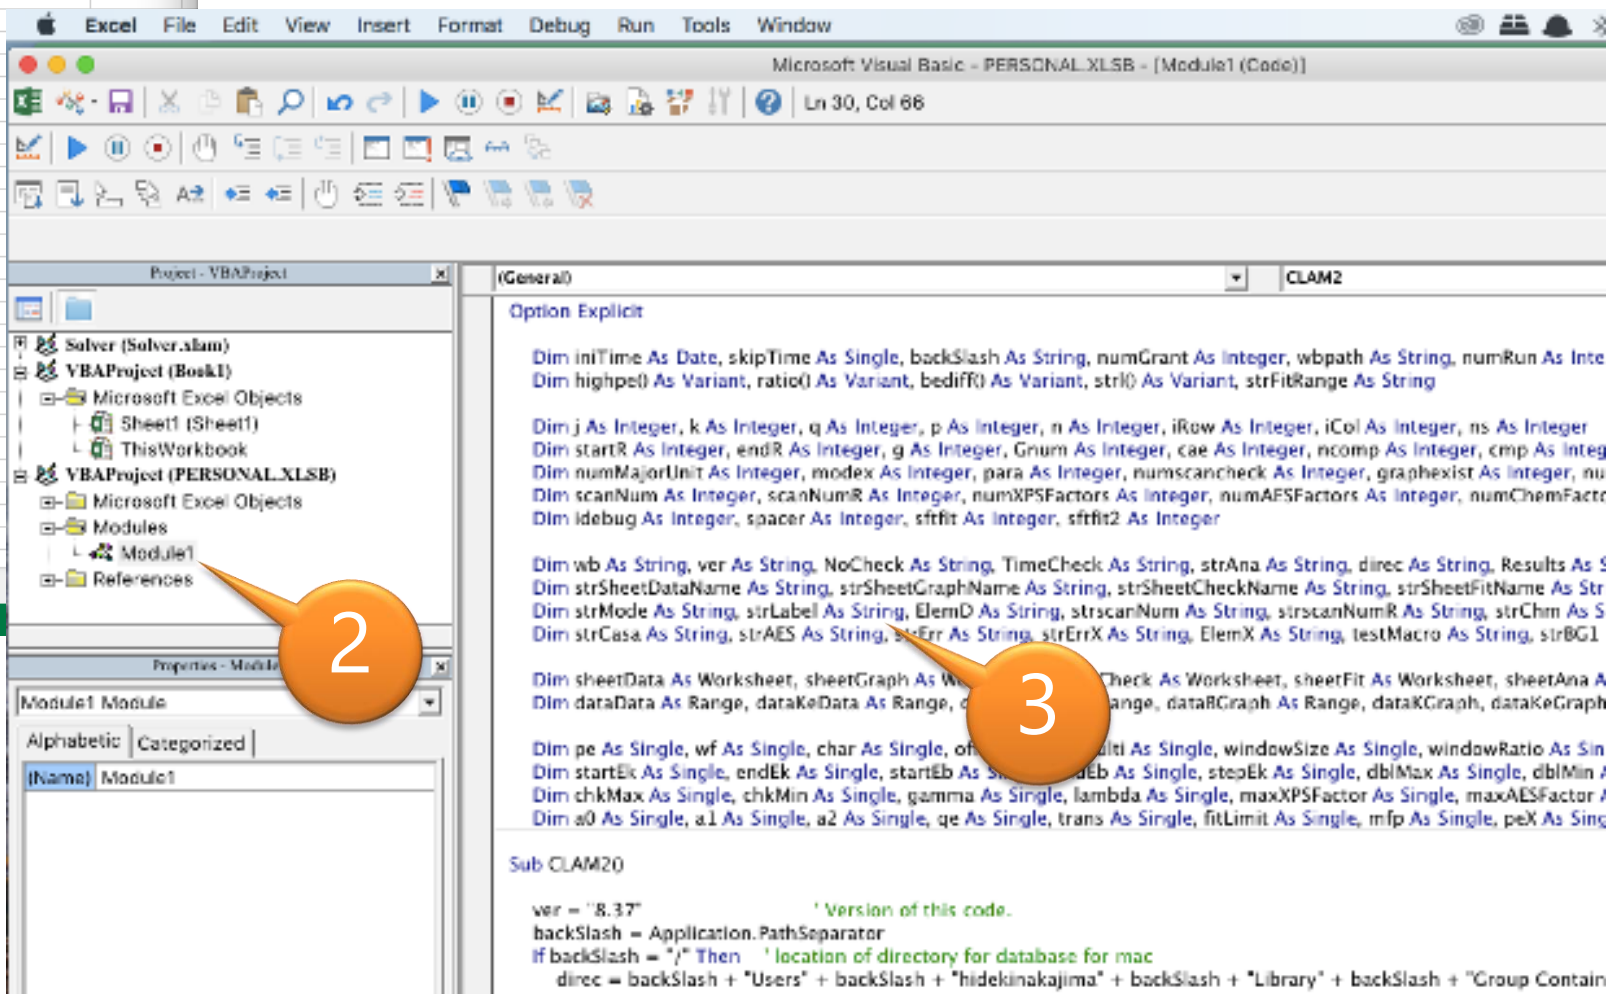 Excel File Edit View Insert Format Debug Run Tools Window
Microsoft Visual Basic - PERSONAL.XLSB - [Module1 (Code)]
Ln 30, Col 66
Project - VBAProject
(General)
CLAM2
Solver (Solver.xlam)
VBAProject (Book1)
Microsoft Excel Objects
Sheet1 (Sheet1)
ThisWorkbook
VBAProject (PERSONAL.XLSB)
Microsoft Excel Objects
Modules
Module1
References
2
Properties - Module
Module1 Module
Alphabetic Categorized
(Name) Module1
Option Explicit
Dim iniTime As Date, skipTime As Single, backSlash As String, numGrant As Integer, wbpath As String, numRun As Inte
Dim highpe() As Variant, ratio() As Variant, bediff() As Variant, strl() As Variant, strFitRange As String
Dim j As Integer, k As Integer, q As Integer, p As Integer, n As Integer, iRow As Integer, iCol As Integer, ns As Integer
Dim startR As Integer, endR As Integer, g As Integer, Gnum As Integer, cae As Integer, ncomp As Integer, cmp As Integ
Dim numMajorUnit As Integer, modex As Integer, para As Integer, numscancheck As Integer, graphexist As Integer, nu
Dim scanNum As Integer, scanNumR As Integer, numXPSFactors As Integer, numAESFactors As Integer, numChemFacto
Dim idebug As Integer, spacer As Integer, sftfit As Integer, sftfit2 As Integer
Dim wb As String, ver As String, NoCheck As String, TimeCheck As String, strAna As String, direc As String, Results As S
Dim strSheetDataName As String, strSheetGraphName As String, strSheetCheckName As String, strSheetFitName As Str
Dim strMode As String, strLabel As String, ElemD As String, strscanNum As String, strscanNumR As String, strChm As S
Dim strCasa As String, strAES As String, strErr As String, strErrX As String, ElemX As String, testMacro As String, strBG1
Dim sheetData As Worksheet, sheetGraph As W Check As Worksheet, sheetFit As Worksheet, sheetAna A
Dim dataData As Range, dataKeData As Range, ange, dataBGraph As Range, dataKGraph, dataKeGraph
3
Dim pe As Single, wf As Single, char As Single, of ulti As Single, windowSize As Single, windowRatio As Sin
Dim startEk As Single, endEk As Single, startEb As Si dEb As Single, stepEk As Single, dblMax As Single, dblMin A
Dim chkMax As Single, chkMin As Single, gamma As Single, lambda As Single, maxXPSFactor As Single, maxAESFactor A
Dim a0 As Single, a1 As Single, a2 As Single, qe As Single, trans As Single, fitLimit As Single, mfp As Single, peX As Sing
Sub CLAM2()
ver = "8.37" ' Version of this code.
backSlash = Application.PathSeparator
If backSlash = "/" Then ' location of directory for database for mac
direc = backSlash + "Users" + backSlash + "hidekinakajima" + backSlash + "Library" + backSlash + "Group Contain